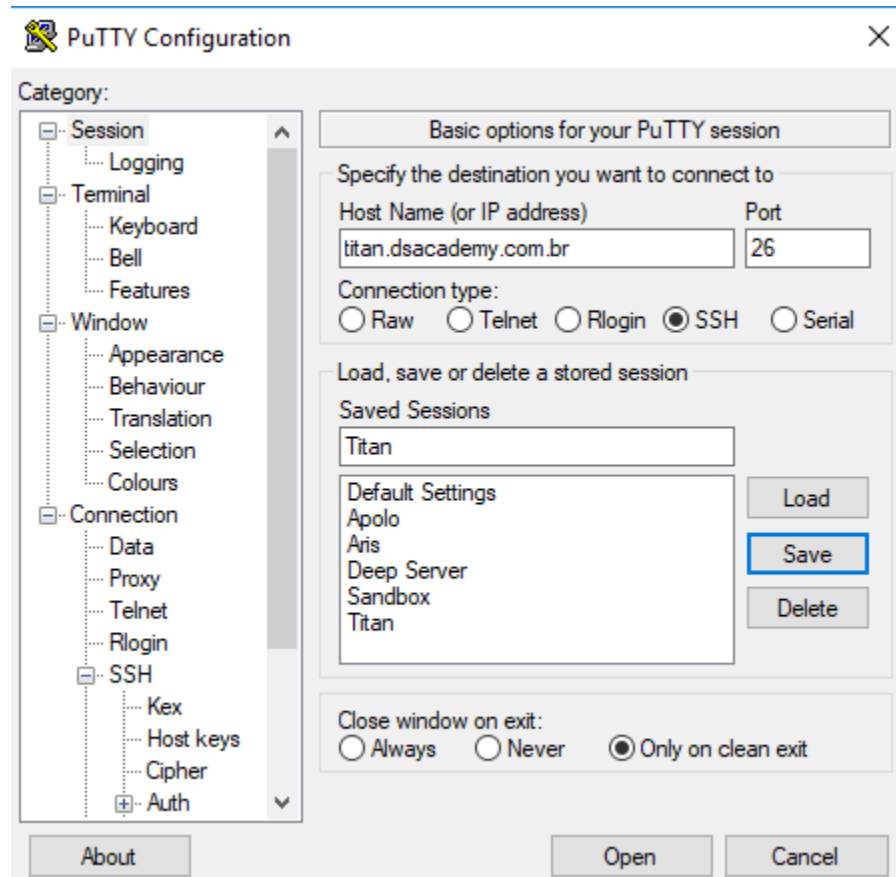 PuTTY Configuration
Category:
Session
Logging
Terminal
Keyboard
Bell
Features
Window
Appearance
Behaviour
Translation
Selection
Colours
Connection
Data
Proxy
Telnet
Rlogin
SSH
Kex
Host keys
Cipher
Auth
Basic options for your PuTTY session
Specify the destination you want to connect to
Host Name (or IP address) Port
titan.dsacademy.com.br 26
Connection type:
Raw Telnet Rlogin SSH Serial
Load, save or delete a stored session
Saved Sessions
Titan
Default Settings
Apolo
Aris
Deep Server
Sandbox
Titan
Load
Save
Delete
Close window on exit:
Always Never Only on clean exit
About Open Cancel